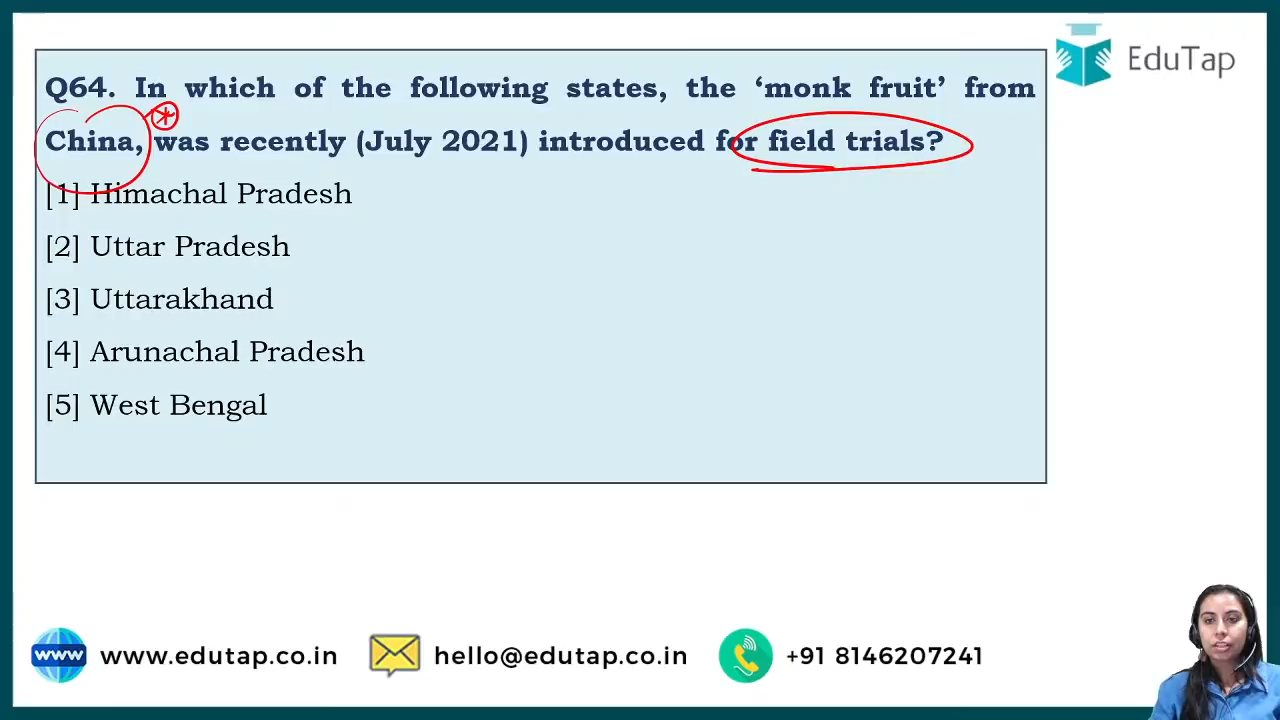 EduTap
Q64. In which of the following states, the ‘monk fruit’ from
China, was recently (July 2021) introduced for field trials?
[1] Himachal Pradesh
[2] Uttar Pradesh
[3] Uttarakhand
[4] Arunachal Pradesh
[5] West Bengal
www www.edutap.co.in hello@edutap.co.in +91 8146207241